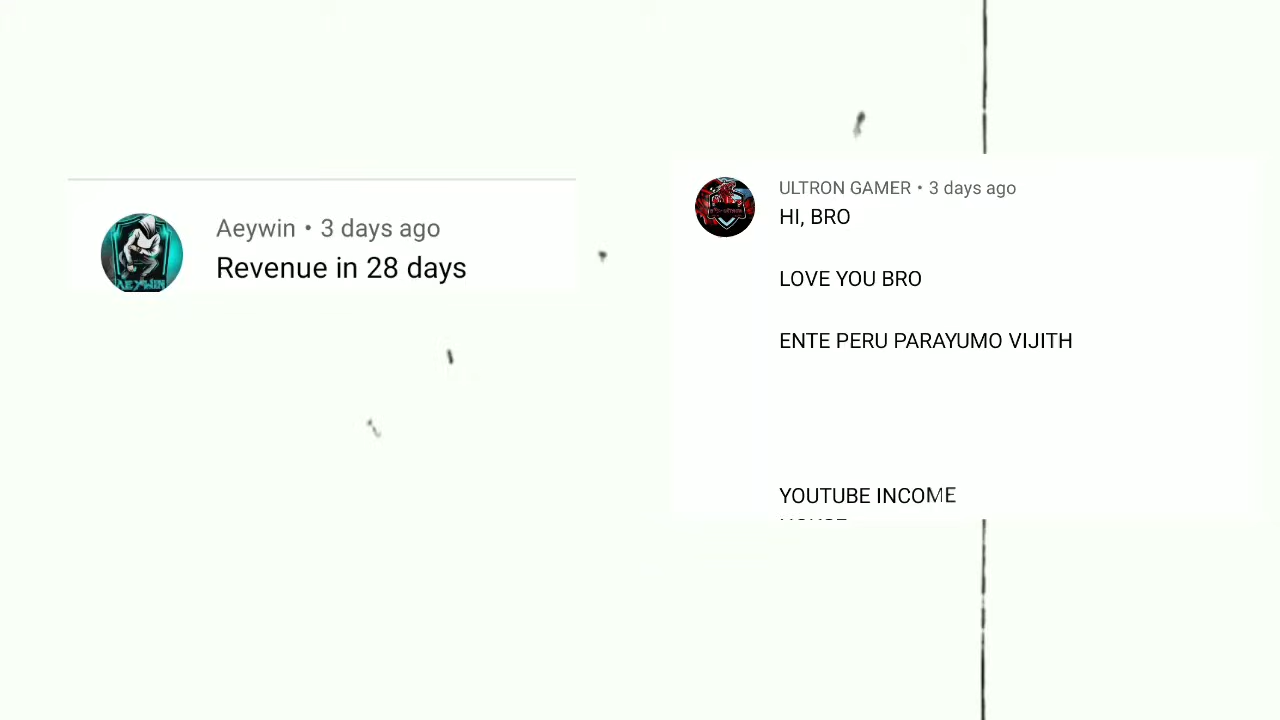 Aeywin • 3 days ago
Revenue in 28 days
AEYWIN
ULTRON GAMER • 3 days ago
HI, BRO
LOVE YOU BRO
ENTE PERU PARAYUMO VIJITH
YOUTUBE INCOME